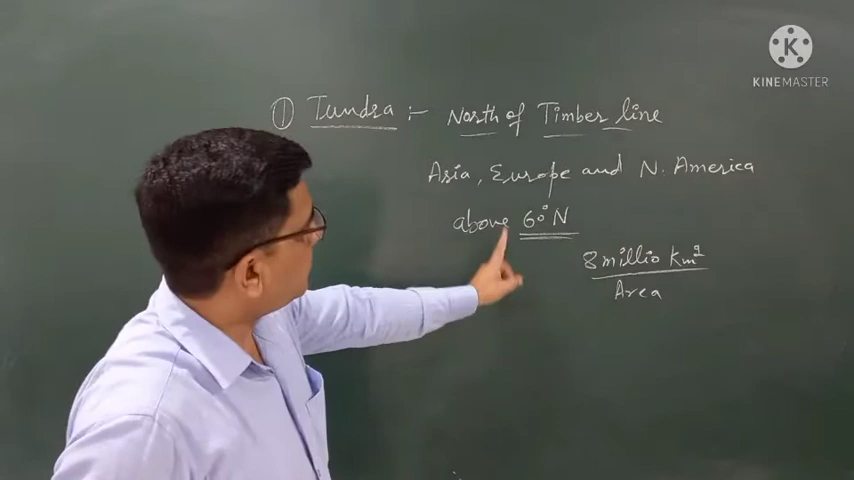 KINEMASTER
① Tundra :- North of Timber line
Asia, Europe and N. America
above 60°N
8 millio km²
Area